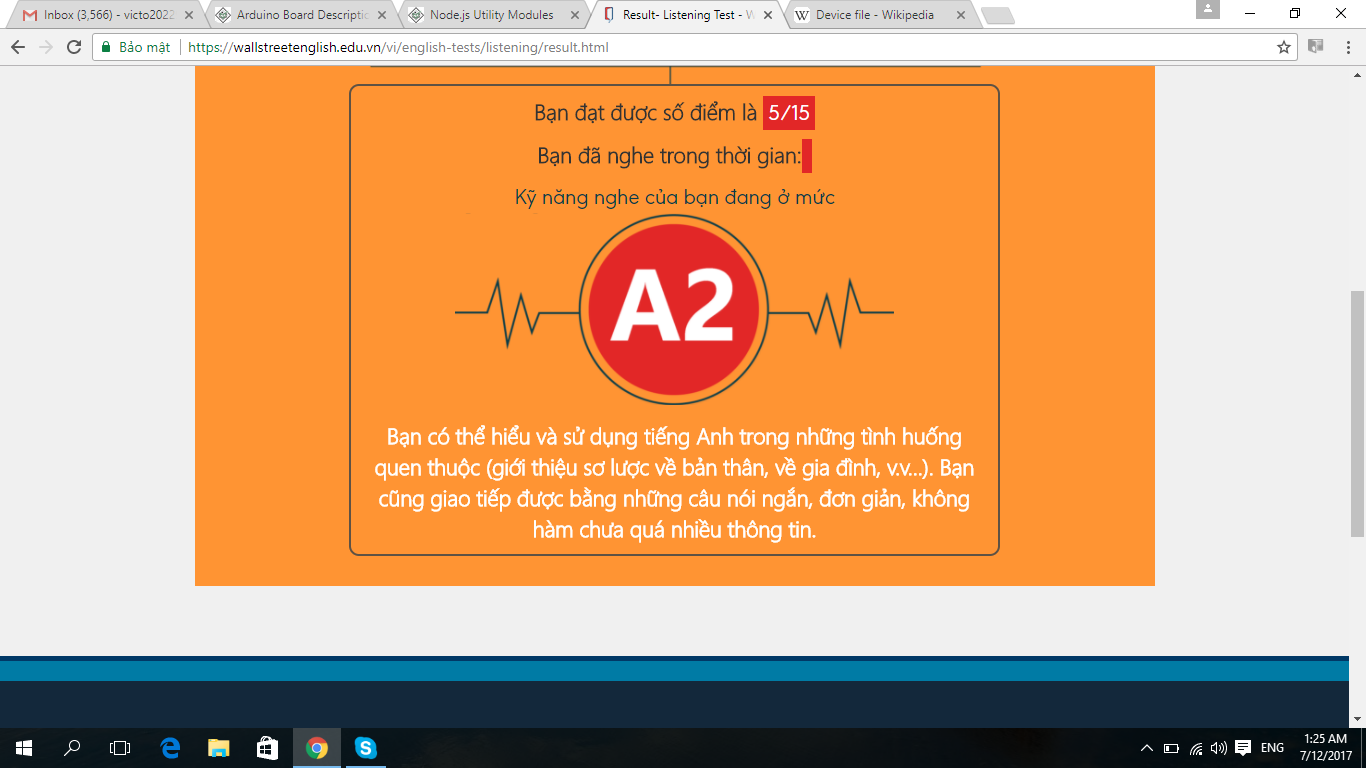 Inbox (3,566) - victo2022
Arduino Board Descriptio
Node.js Utility Modules
Result- Listening Test - W
Device file - Wikipedia
Bảo mật
https://wallstreetenglish.edu.vn/vi/english-tests/listening/result.html
Bạn đạt được số điểm là 5/15
Bạn đã nghe trong thời gian:
Kỹ năng nghe của bạn đang ở mức
A2
Bạn có thể hiểu và sử dụng tiếng Anh trong những tình huống
quen thuộc (giới thiệu sơ lược về bản thân, về gia đình, v.v...). Bạn
cũng giao tiếp được bằng những câu nói ngắn, đơn giản, không
hàm chưa quá nhiều thông tin.
ENG
1:25 AM
7/12/2017